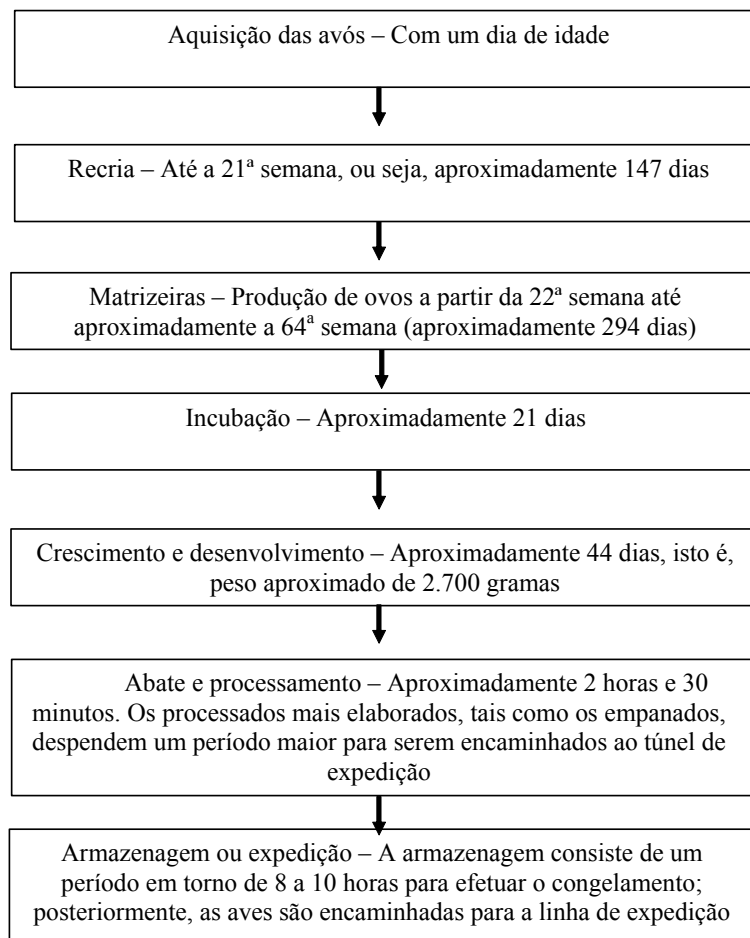 Aquisição das avós – Com um dia de idade
Recria – Até a 21ª semana, ou seja, aproximadamente 147 dias
Matrizeiras – Produção de ovos a partir da 22ª semana até
aproximadamente a 64ª semana (aproximadamente 294 dias)
Incubação – Aproximadamente 21 dias
Crescimento e desenvolvimento – Aproximadamente 44 dias, isto é,
peso aproximado de 2.700 gramas
Abate e processamento – Aproximadamente 2 horas e 30
minutos. Os processados mais elaborados, tais como os empanados,
despendem um período maior para serem encaminhados ao túnel de
expedição
Armazenagem ou expedição – A armazenagem consiste de um
período em torno de 8 a 10 horas para efetuar o congelamento;
posteriormente, as aves são encaminhadas para a linha de expedição